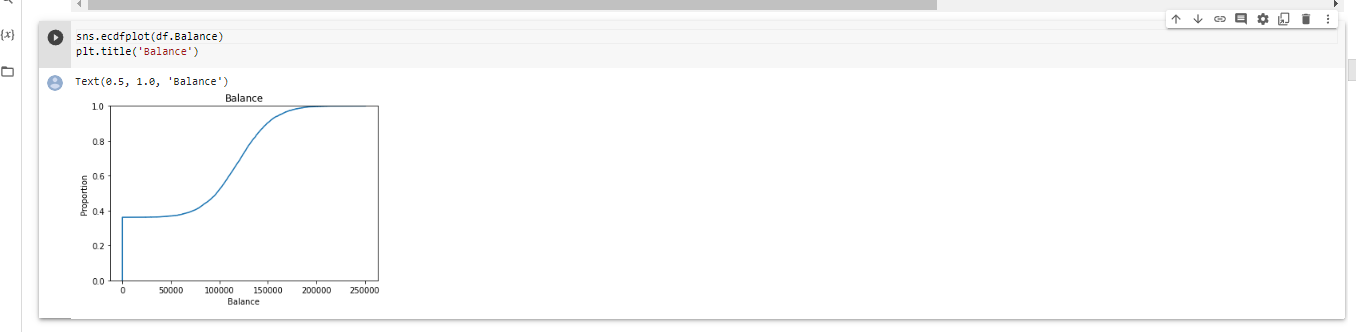 {x}
sns.ecdfplot(df.Balance)
plt.title('Balance')
Text(0.5, 1.0, 'Balance')
Balance
1.0
0.8
0.6
0.4
0.2
0.0
Proportion
0 50000 100000 150000 200000 250000
Balance